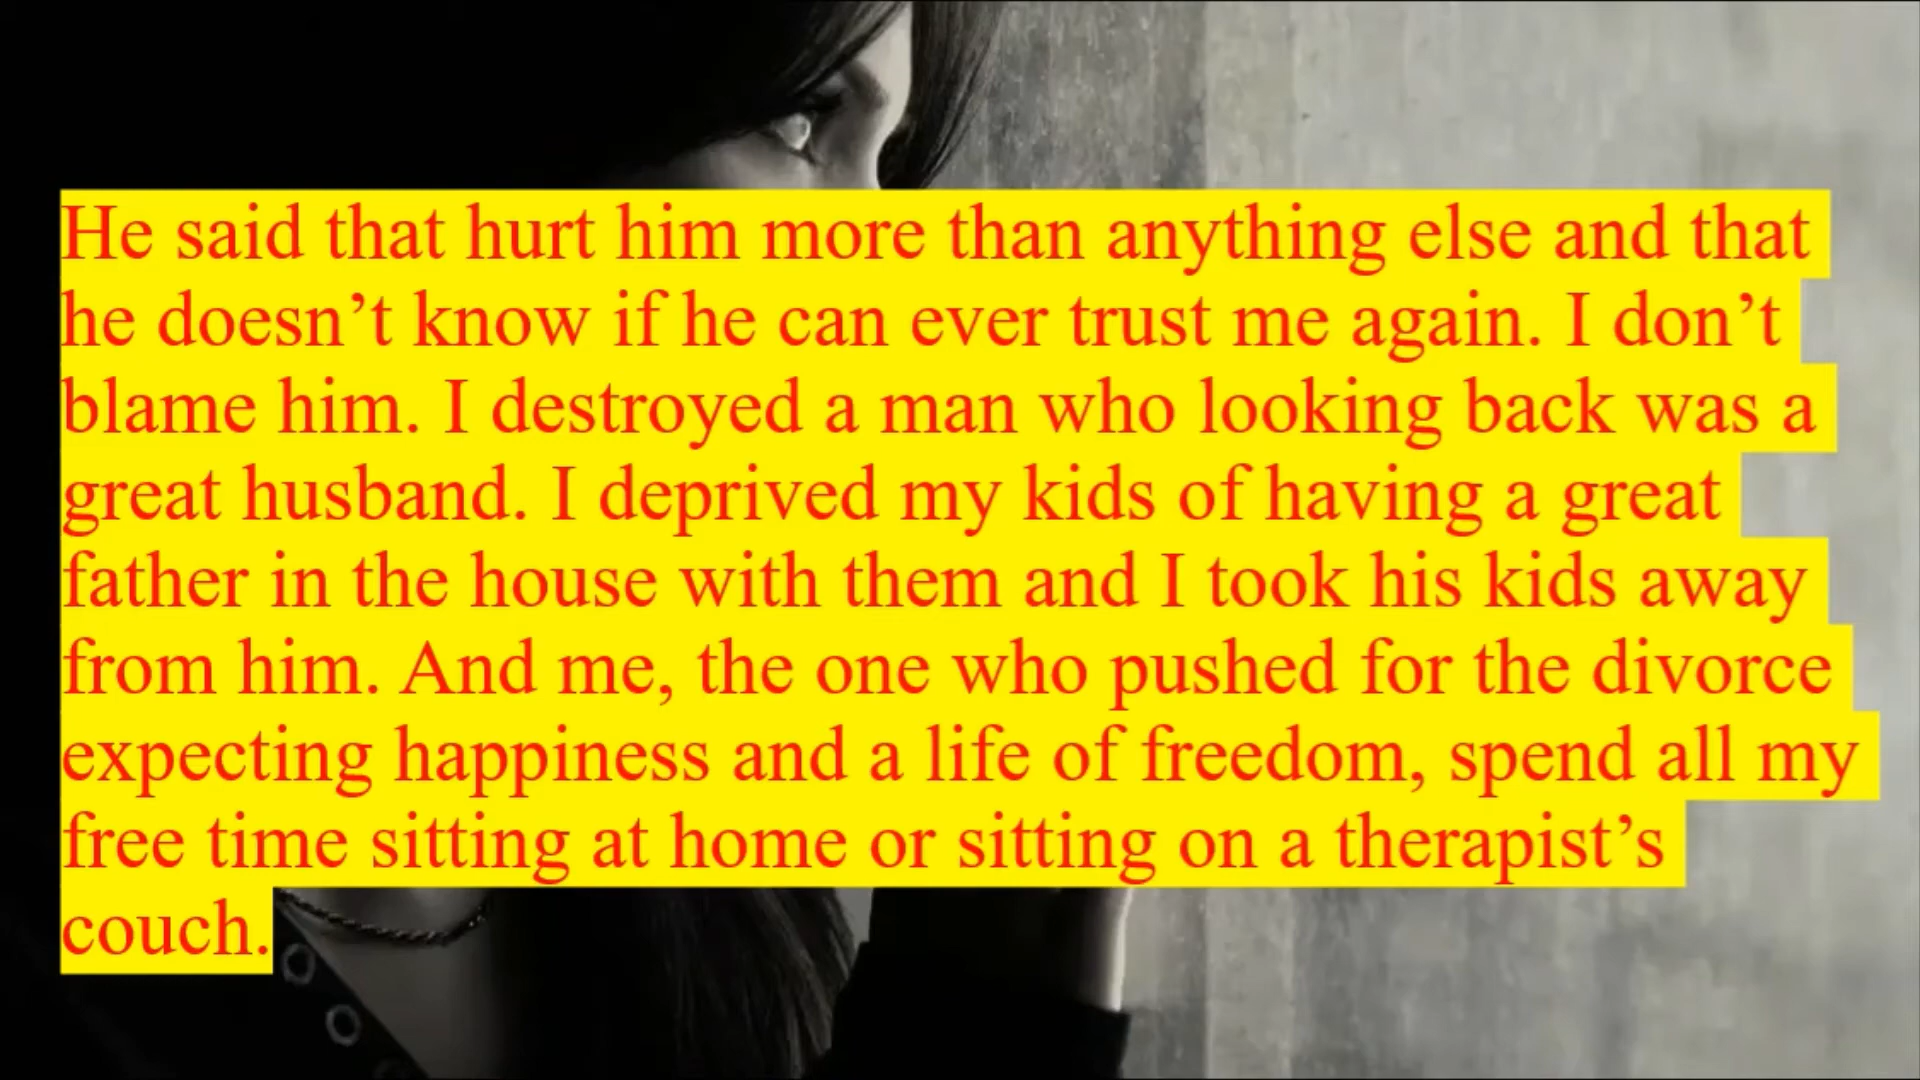 He said that hurt him more than anything else and that
he doesn’t know if he can ever trust me again. I don’t
blame him. I destroyed a man who looking back was a
great husband. I deprived my kids of having a great
father in the house with them and I took his kids away
from him. And me, the one who pushed for the divorce
expecting happiness and a life of freedom, spend all my
free time sitting at home or sitting on a therapist’s
couch.